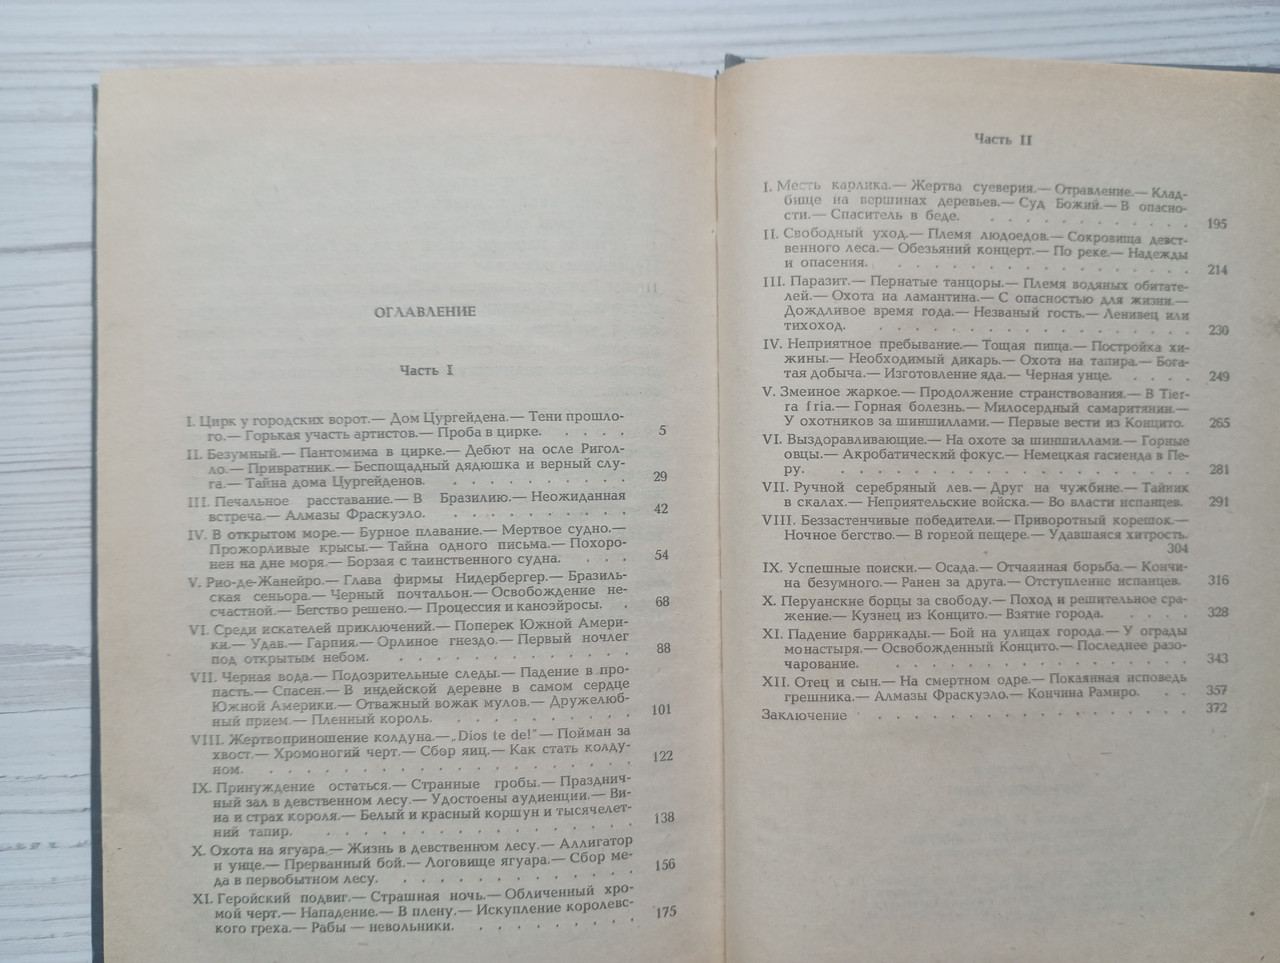 ОГЛАВЛЕНИЕ
Часть I
I. Цирк у городских ворот.— Дом Цургейдена.— Тени прошло-
го.— Горькая участь артистов.— Проба в цирке. . . . . 5
II. Безумный.— Пантомима в цирке.— Дебют на осле Риголь-
ло.— Привратник.— Беспощадный дядюшка и верный слу-
га.— Тайна дома Цургейденов. . . . . . . . . . 29
III. Печальное расставание.— В Бразилию.— Неожиданная
встреча.— Алмазы Фраскуэло. . . . . . . . . . 42
IV. В открытом море.— Бурное плавание.— Мертвое судно.—
Прожорливые крысы.— Тайна одного письма.— Похоро-
нен на дне моря.— Борзая с таинственного судна. . . . 54
V. Рио-де-Жанейро.— Глава фирмы Нидербергер.— Бразиль-
ская сеньора.— Черный почтальон.— Освобождение не-
счастной.— Бегство решено.— Процессия и каноэйросы. . 68
VI. Среди искателей приключений.— Поперек Южной Амери-
ки.— Удав.— Гарпия.— Орлиное гнездо.— Первый ночлег
под открытым небом. . . . . . . . . . . . 88
VII. Черная вода.— Подозрительные следы.— Падение в про-
пасть.— Спасен.— В индейской деревне в самом сердце
Южной Америки.— Отважный вожак мулов.— Дружелюб-
ный прием.— Пленный король. . . . . . . . . . 101
VIII. Жертвоприношение колдуна.— „Dios te de!"— Пойман за
хвост.— Хромоногий черт.— Сбор яиц.— Как стать колду-
ном. . . . . . . . . . . . . . . . . 122
IX. Принуждение остаться.— Странные гробы.— Празднич-
ный зал в девственном лесу.— Удостоены аудиенции.— Ви-
на и страх короля.— Белый и красный коршун и тысячелет-
ний тапир. . . . . . . . . . . . . . . 138
X. Охота на ягуара.— Жизнь в девственном лесу.— Аллигатор
и унце.— Прерванный бой.— Логовище ягуара.— Сбор ме-
да в первобытном лесу. . . . . . . . . . . . 156
XI. Геройский подвиг.— Страшная ночь.— Обличенный хро-
мой черт.— Нападение.— В плену.— Искупление королевс-
кого греха.— Рабы — невольники. . . . . . . . . 175
Часть II
I. Месть карлика.— Жертва суеверия.— Отравление.— Клад-
бище на вершинах деревьев.— Суд Божий.— В опасно-
сти.— Спаситель в беде. . . . . . . . . . . . 195
II. Свободный уход.— Племя людоедов.— Сокровища девст-
венного леса.— Обезьяний концерт.— По реке.— Надежды
и опасения. . . . . . . . . . . . . . . . 214
III. Паразит.— Пернатые танцоры.— Племя водяных обитате-
лей.— Охота на ламантина.— С опасностью для жизни.—
Дождливое время года.— Незваный гость.— Ленивец или
тихоход. . . . . . . . . . . . . . . . . 230
IV. Неприятное пребывание.— Тощая пища.— Постройка хи-
жины.— Необходимый дикарь.— Охота на тапира.— Бога-
тая добыча.— Изготовление яда.— Черная унце. . . . . 249
V. Змеиное жаркое.— Продолжение странствования.— В Tier-
ra fria.— Горная болезнь.— Милосердный самаритянин.—
У охотников за шиншиллами.— Первые вести из Концито. 265
VI. Выздоравливающие.— На охоте за шиншиллами.— Горные
овцы.— Акробатический фокус.— Немецкая гасиенда в Пе-
ру. . . . . . . . . . . . . . . . . . 281
VII. Ручной серебряный лев.— Друг на чужбине.— Тайник
в скалах.— Неприятельские войска.— Во власти испанцев. 291
VIII. Беззастенчивые победители.— Приворотный корешок.—
Ночное бегство.— В горной пещере.— Удавшаяся хитрость.
304
IX. Успешные поиски.— Осада.— Отчаянная борьба.— Кончи-
на безумного.— Ранен за друга.— Отступление испанцев. 316
X. Перуанские борцы за свободу.— Поход и решительное сра-
жение.— Кузнец из Концито.— Взятие города. . . . . 328
XI. Падение баррикады.— Бой на улицах города.— У ограды
монастыря.— Освобожденный Концито.— Последнее разо-
чарование. . . . . . . . . . . . . . . . 343
XII. Отец и сын.— На смертном одре.— Покаянная исповедь
грешника.— Алмазы Фраскуэло.— Кончина Рамиро. . . 357
Заключение . . . . . . . . . . . . . . . 372